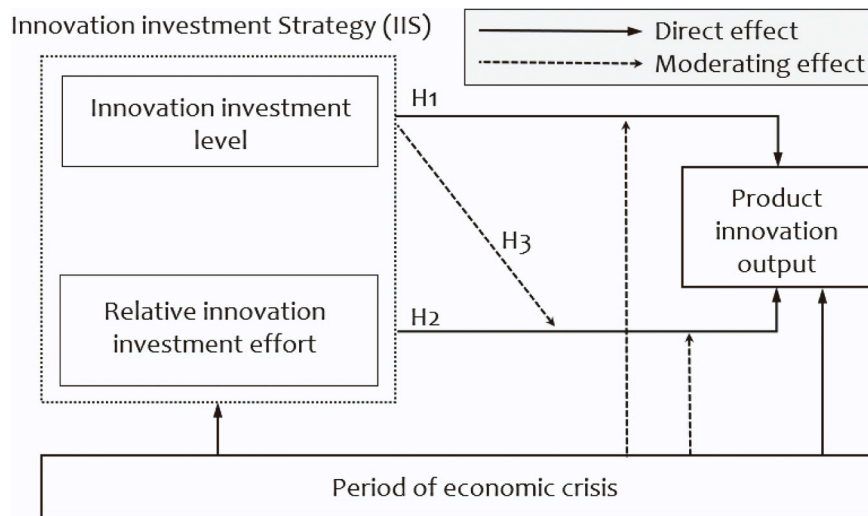 Innovation investment Strategy (IIS)
Direct effect
Moderating effect
Innovation investment
level
H1
Product
innovation
output
H3
Relative innovation
investment effort
H2
Period of economic crisis